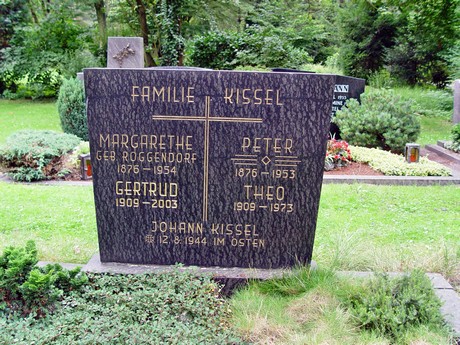 FAMILIE KISSEL
MARGARETHE
GEB. ROGGENDORF
1876 - 1954
PETER
1876 - 1953
GERTRUD
1909 - 2003
THEO
1909 - 1973
JOHANN KISSEL
12.8.1944 IM OSTEN